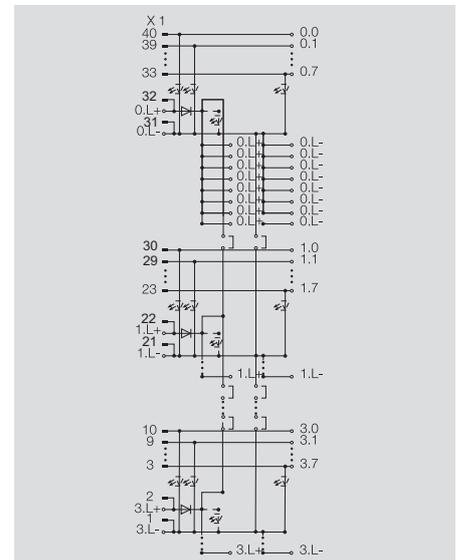 X 1
40 0.0
39 0.1
33 0.7
32
0.L+
31
0.L-
0.L+ 0.L-
0.L+ 0.L-
0.L+ 0.L-
0.L+ 0.L-
0.L+ 0.L-
0.L+ 0.L-
0.L+ 0.L-
0.L+ 0.L-
30 1.0
29 1.1
23 1.7
22
1.L+
21
1.L-
1.L+ 1.L-
10 3.0
9 3.1
3 3.7
2
3.L+
1
3.L-
3.L+ 3.L-